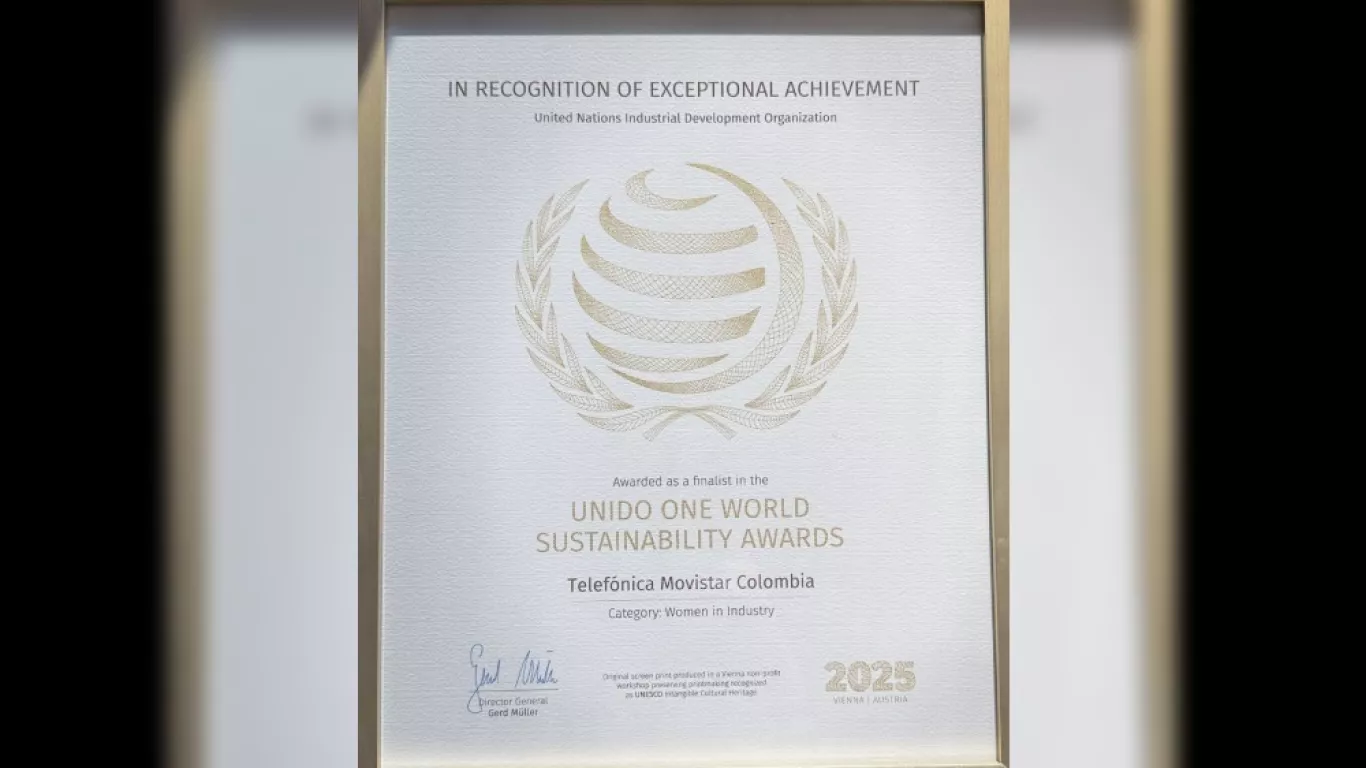 IN RECOGNITION OF EXCEPTIONAL ACHIEVEMENT
United Nations Industrial Development Organization
Awarded as a finalist in the
UNIDO ONE WORLD
SUSTAINABILITY AWARDS
Telefónica Movistar Colombia
Category: Women in Industry
Gerd Müller
Director General
Gerd Müller
Original screen print produced in a Vienna non-profit
workshop preserving printmaking recognized
as UNESCO Intangible Cultural Heritage
2025
VIENNA | AUSTRIA